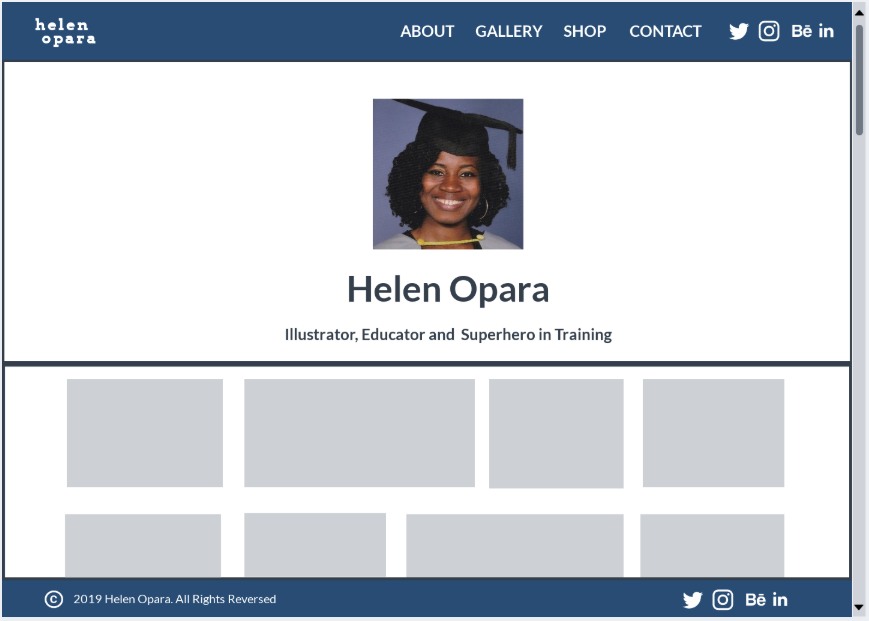 helen
opara
ABOUT GALLERY SHOP CONTACT Bē in
Helen Opara
Illustrator, Educator and Superhero in Training
© 2019 Helen Opara. All Rights Reversed Bē in